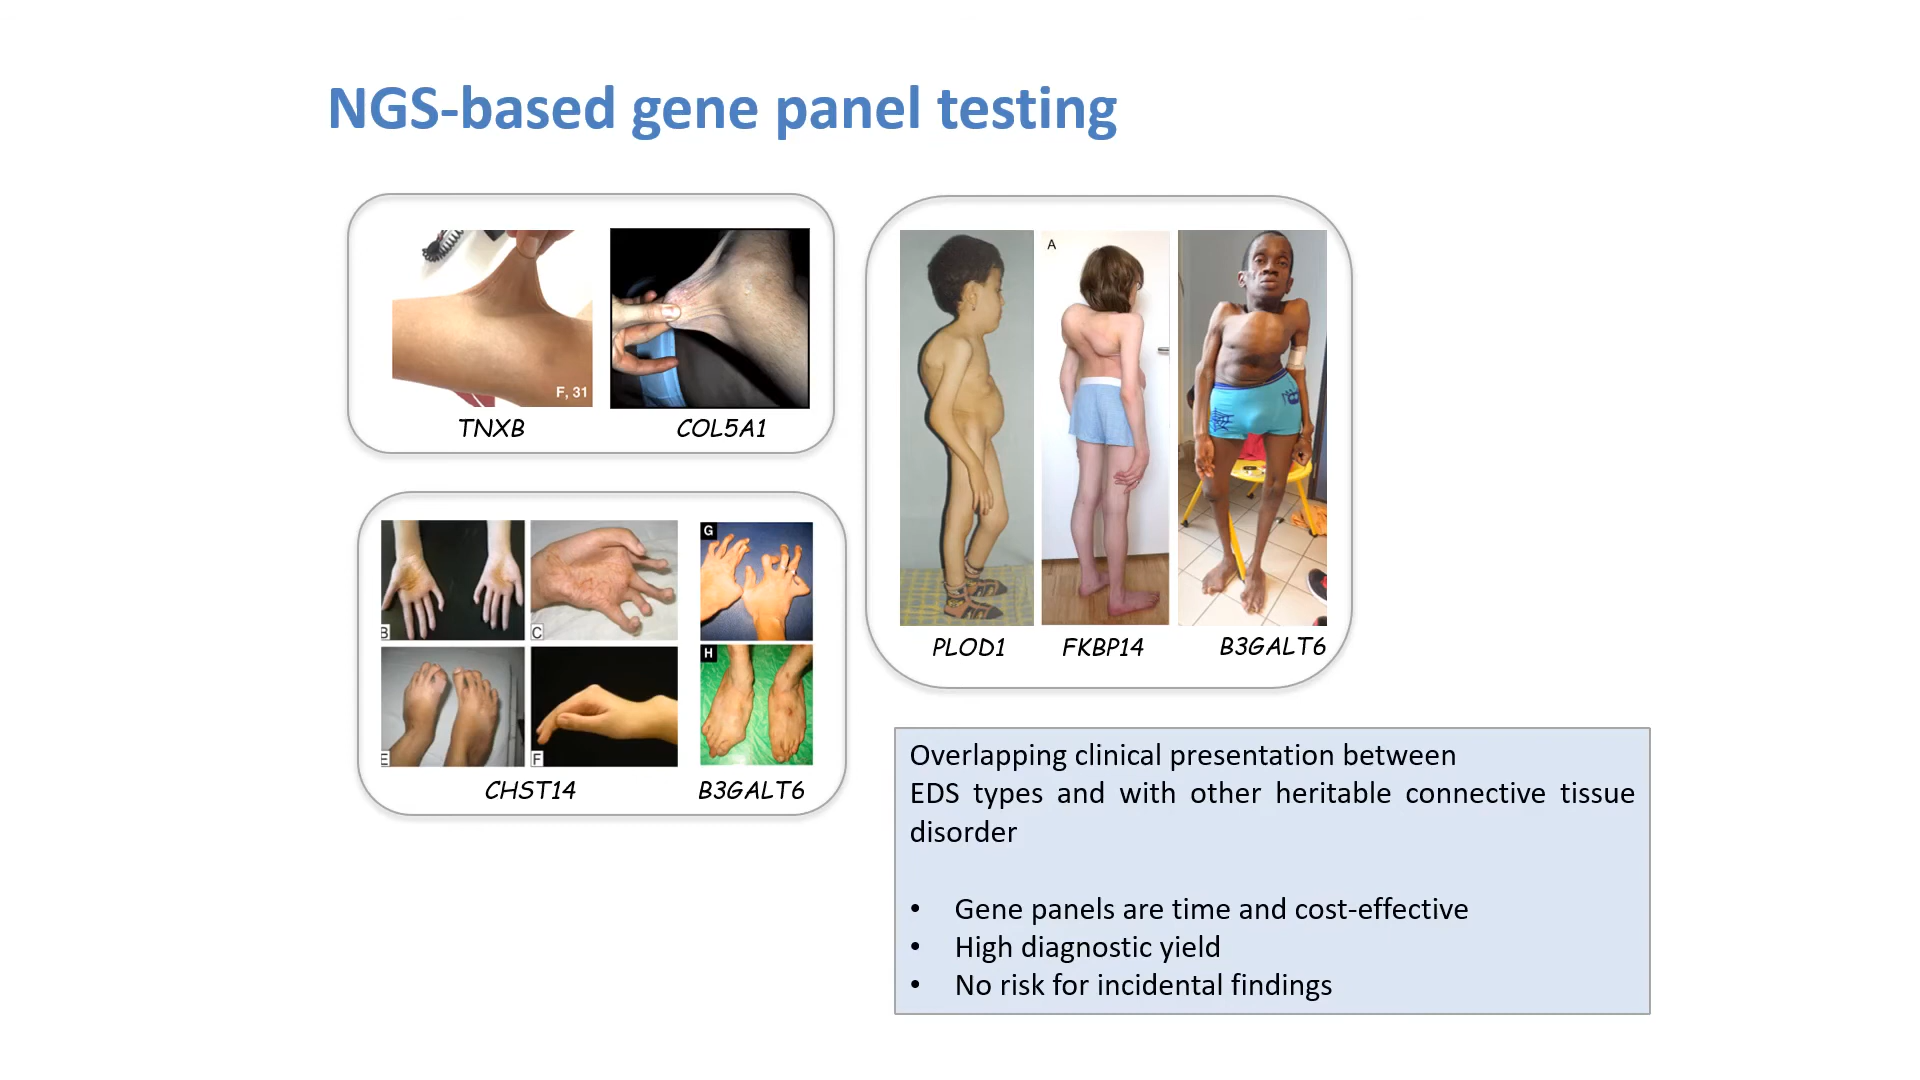 NGS-based gene panel testing
F, 31
TNXB
COL5A1
A
PLOD1
FKBP14
B3GALT6
B
C
G
E
F
H
CHST14
B3GALT6
Overlapping clinical presentation between
EDS types and with other heritable connective tissue
disorder
• Gene panels are time and cost-effective
• High diagnostic yield
• No risk for incidental findings